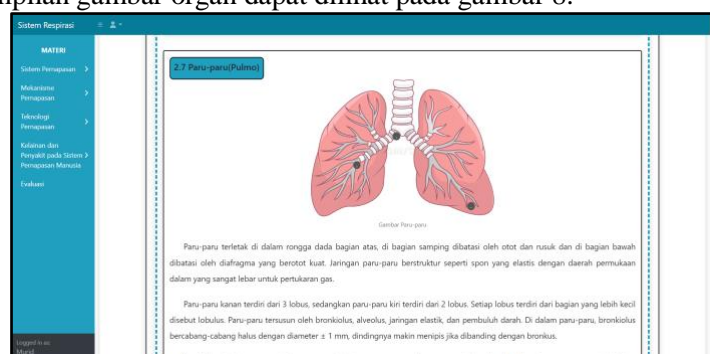 mpilan gambar organ dapat dilihat pada gambar 8.
Sistem Respirasi
MATERI
Sistem Pernapasan
Mekanisme
Pernapasan
Teknologi
Pernapasan
Kelainan dan
Penyakit pada Sistem
Pernapasan Manusia
Evaluasi
Logged in as:
Murid
2.7 Paru-paru(Pulmo)
Gambar Paru-paru
Paru-paru terletak di dalam rongga dada bagian atas, di bagian samping dibatasi oleh otot dan rusuk dan di bagian bawah
dibatasi oleh diafragma yang berotot kuat. Jaringan paru-paru berstruktur seperti spon yang elastis dengan daerah permukaan
dalam yang sangat lebar untuk pertukaran gas.
Paru-paru kanan terdiri dari 3 lobus, sedangkan paru-paru kiri terdiri dari 2 lobus. Setiap lobus terdiri dari bagian yang lebih kecil
disebut lobulus. Paru-paru tersusun oleh bronkiolus, alveolus, jaringan elastik, dan pembuluh darah. Di dalam paru-paru, bronkiolus
bercabang-cabang halus dengan diameter ± 1 mm, dindingnya makin menipis jika dibanding dengan bronkus.